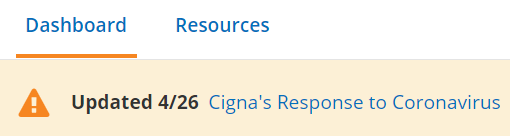 Dashboard Resources
Updated 4/26 Cigna's Response to Coronavirus